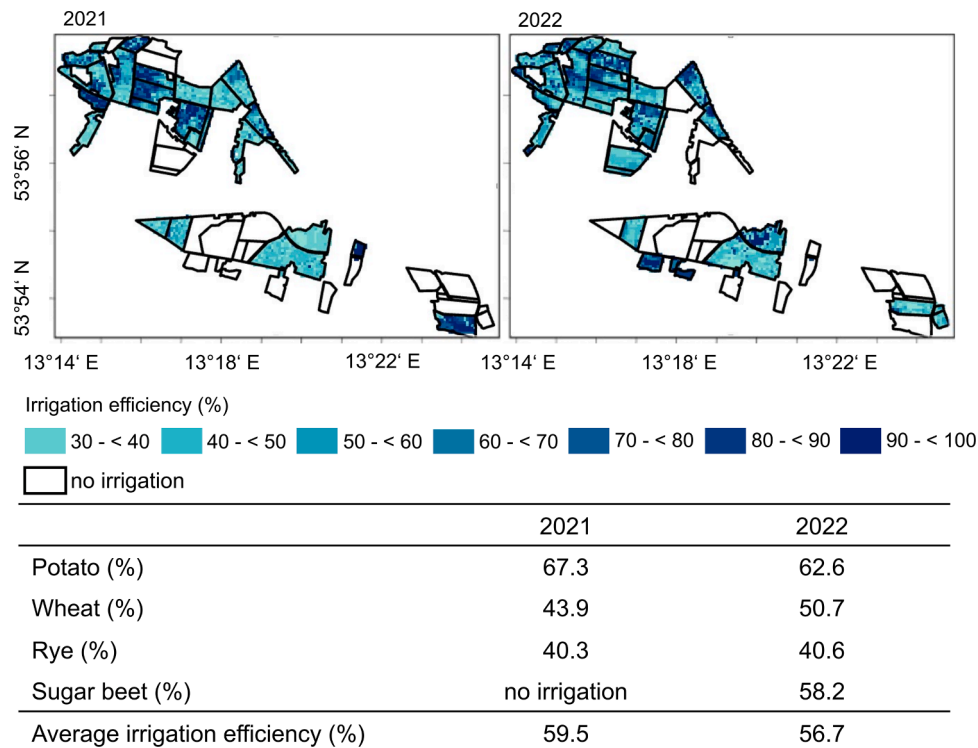 2021 2022
53°56‘ N
53°54‘ N
13°14‘ E 13°18‘ E 13°22‘ E 13°14‘ E 13°18‘ E 13°22‘ E
Irrigation efficiency (%)
30 - < 40 40 - < 50 50 - < 60 60 - < 70 70 - < 80 80 - < 90 90 - < 100
no irrigation
2021 2022
Potato (%) 67.3 62.6
Wheat (%) 43.9 50.7
Rye (%) 40.3 40.6
Sugar beet (%) no irrigation 58.2
Average irrigation efficiency (%) 59.5 56.7